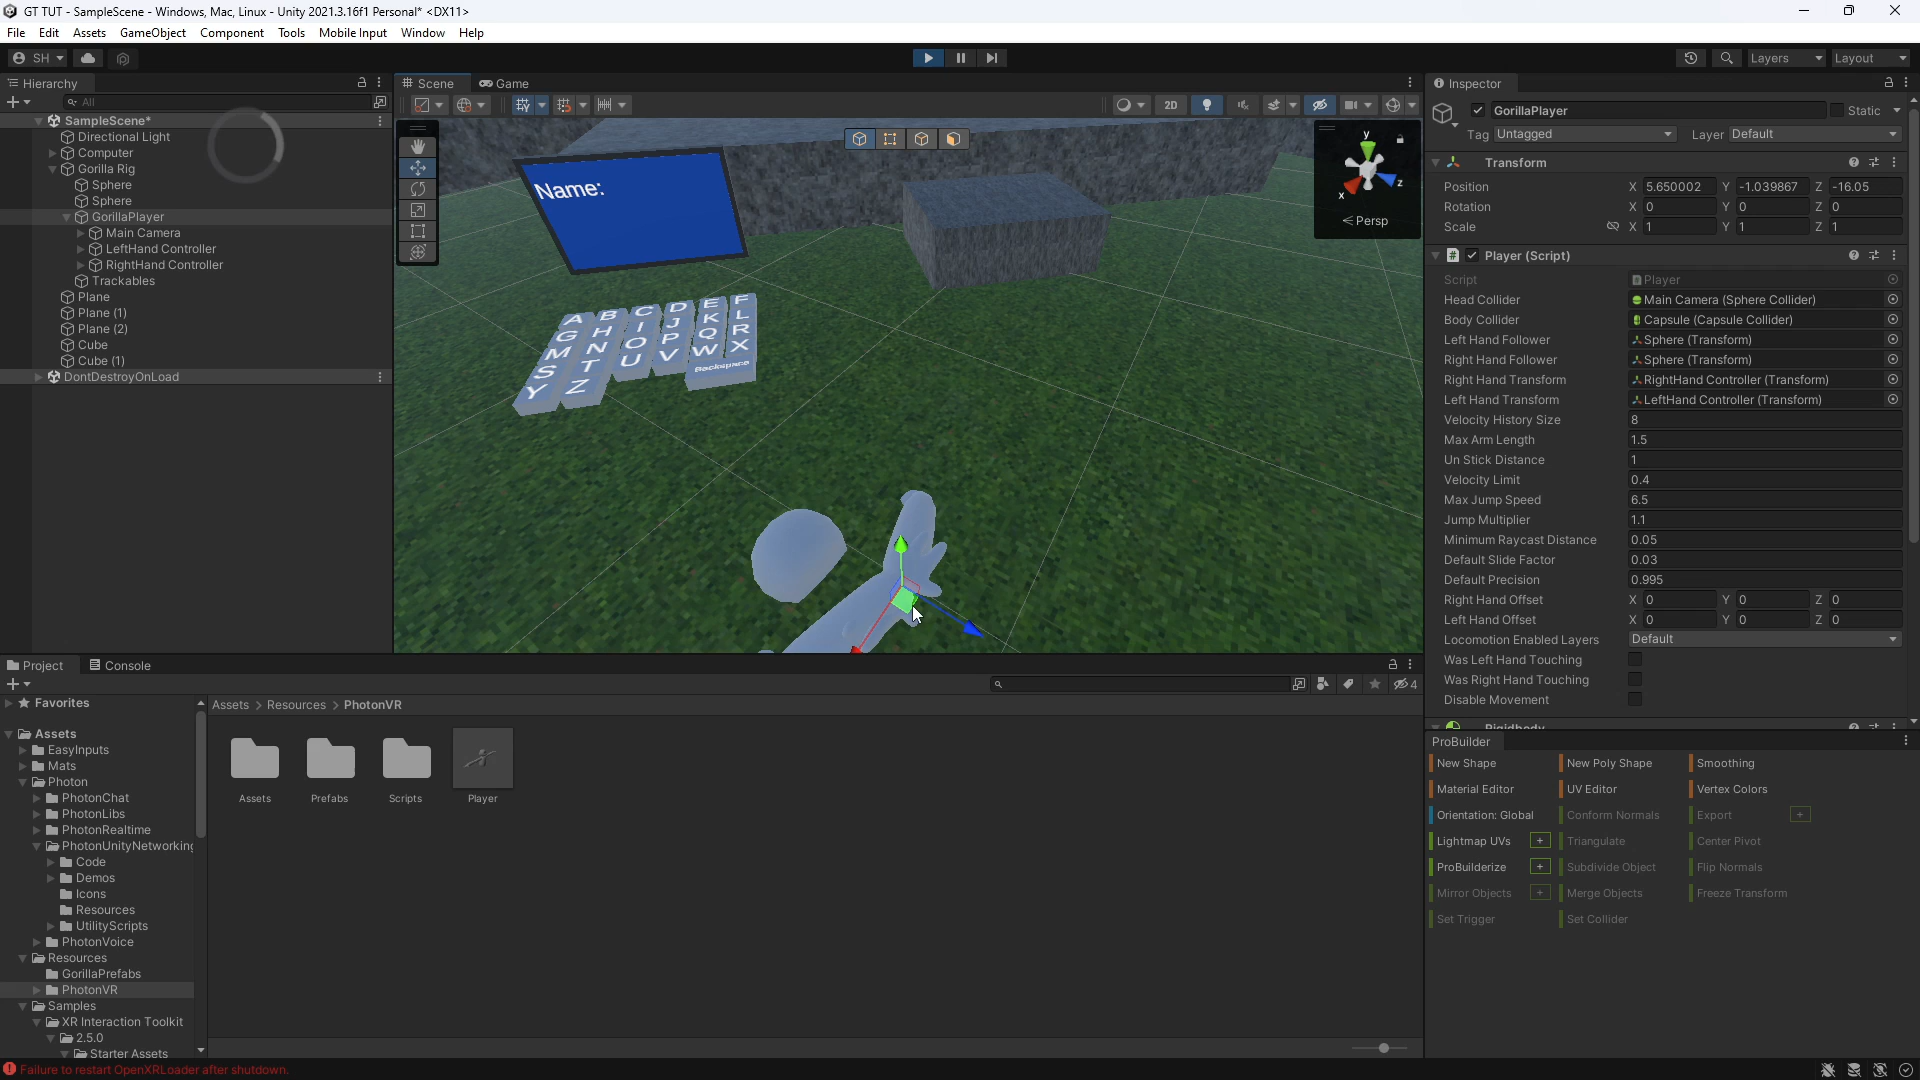 GT TUT - SampleScene - Windows, Mac, Linux - Unity 2021.3.16f1 Personal* <DX11>
File Edit Assets GameObject Component Tools Mobile Input Window Help
SH Layers Layout
Hierarchy
All
SampleScene*
Directional Light
Computer
Gorilla Rig
Sphere
Sphere
GorillaPlayer
Main Camera
LeftHand Controller
RightHand Controller
Trackables
Plane
Plane (1)
Plane (2)
Cube
Cube (1)
DontDestroyOnLoad
Scene Game
2D
Name:
A B C D E F
G H I J K L
M N O P Q R
S T U V W X
Y Z Backspace
y
x z
Persp
Inspector
GorillaPlayer Static
Tag Untagged Layer Default
Transform
Position X 5.650002 Y -1.039867 Z -16.05
Rotation X 0 Y 0 Z 0
Scale X 1 Y 1 Z 1
Player (Script)
Script Player
Head Collider Main Camera (Sphere Collider)
Body Collider Capsule (Capsule Collider)
Left Hand Follower Sphere (Transform)
Right Hand Follower Sphere (Transform)
Right Hand Transform RightHand Controller (Transform)
Left Hand Transform LeftHand Controller (Transform)
Velocity History Size 8
Max Arm Length 1.5
Un Stick Distance 1
Velocity Limit 0.4
Max Jump Speed 6.5
Jump Multiplier 1.1
Minimum Raycast Distance 0.05
Default Slide Factor 0.03
Default Precision 0.995
Right Hand Offset X 0 Y 0 Z 0
Left Hand Offset X 0 Y 0 Z 0
Locomotion Enabled Layers Default
Was Left Hand Touching
Was Right Hand Touching
Disable Movement
Rigidbody
ProBuilder
New Shape New Poly Shape Smoothing
Material Editor UV Editor Vertex Colors
Orientation: Global Conform Normals Export +
Lightmap UVs + Triangulate Center Pivot
ProBuilderize + Subdivide Object Flip Normals
Mirror Objects + Merge Objects Freeze Transform
Set Trigger Set Collider
Project Console
4
Favorites
Assets
EasyInputs
Mats
Photon
PhotonChat
PhotonLibs
PhotonRealtime
PhotonUnityNetworking
Code
Demos
Icons
Resources
UtilityScripts
PhotonVoice
Resources
GorillaPrefabs
PhotonVR
Samples
XR Interaction Toolkit
2.5.0
Starter Assets
Assets > Resources > PhotonVR
Assets Prefabs Scripts Player
Failure to restart OpenXRLoader after shutdown.